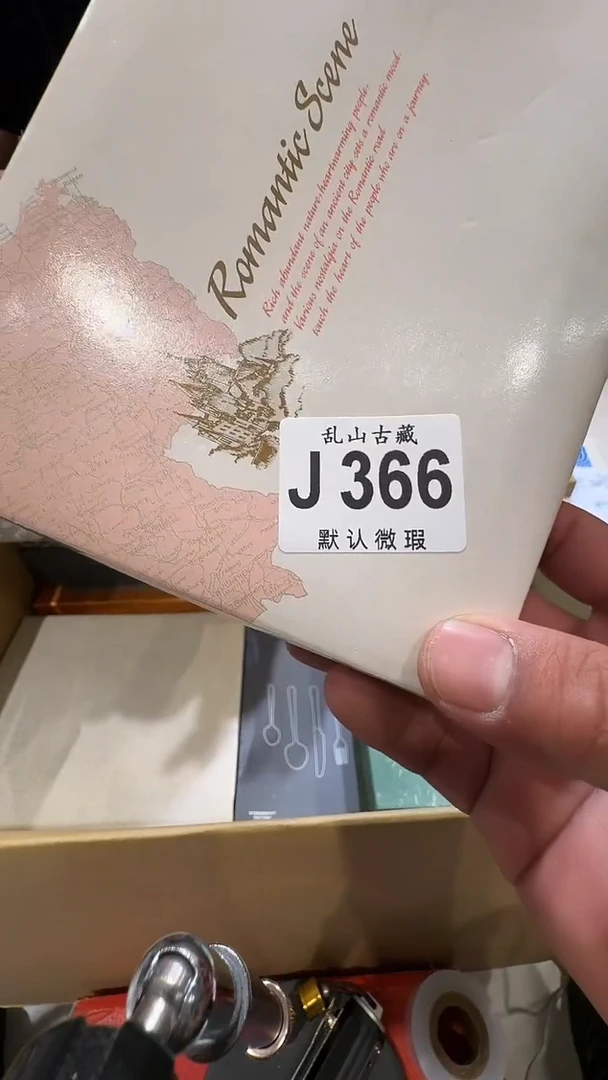 Romantic Scene
Rich abundant nature, heartwarming people,
and the scene of an ancient city sets a romantic mood.
Various nostalgia on the Romantic road
touch the heart of the people who are on a journey.
乱山古藏
J 366
默认微瑕